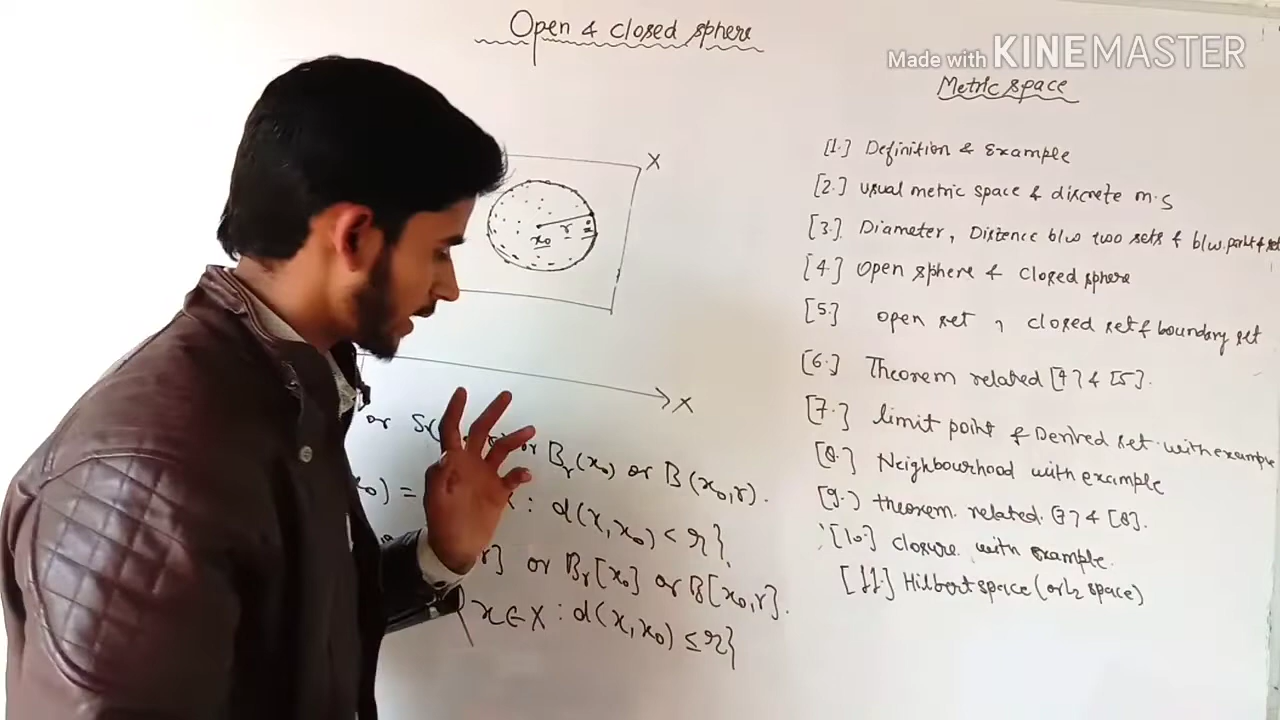 Open & closed sphere
Made with KINEMASTER
Metric space
[1.] Definition & Example
[2.] usual metric space & discrete m.s
[3.] Diameter, Distence b/w two sets & b/w. point & set
[4.] Open sphere & Closed sphere
[5.] open set, closed set & boundary set
[6.] Theorem related [4] & [5].
[7.] limit point & Derived set with example
[8.] Neighbourhood with example
[9.] theorem related. [7] & [8].
[10.] closure with example.
[11] Hilbert space (or l₂ space)
X
x₀ r
X
or S( or Bᵣ(x₀) or B(x₀,r).
x₀) = : d(x,x₀) < r}
r] or Bᵣ[x₀] or B[x₀,r].
{x∈X : d(x,x₀) ≤ r}